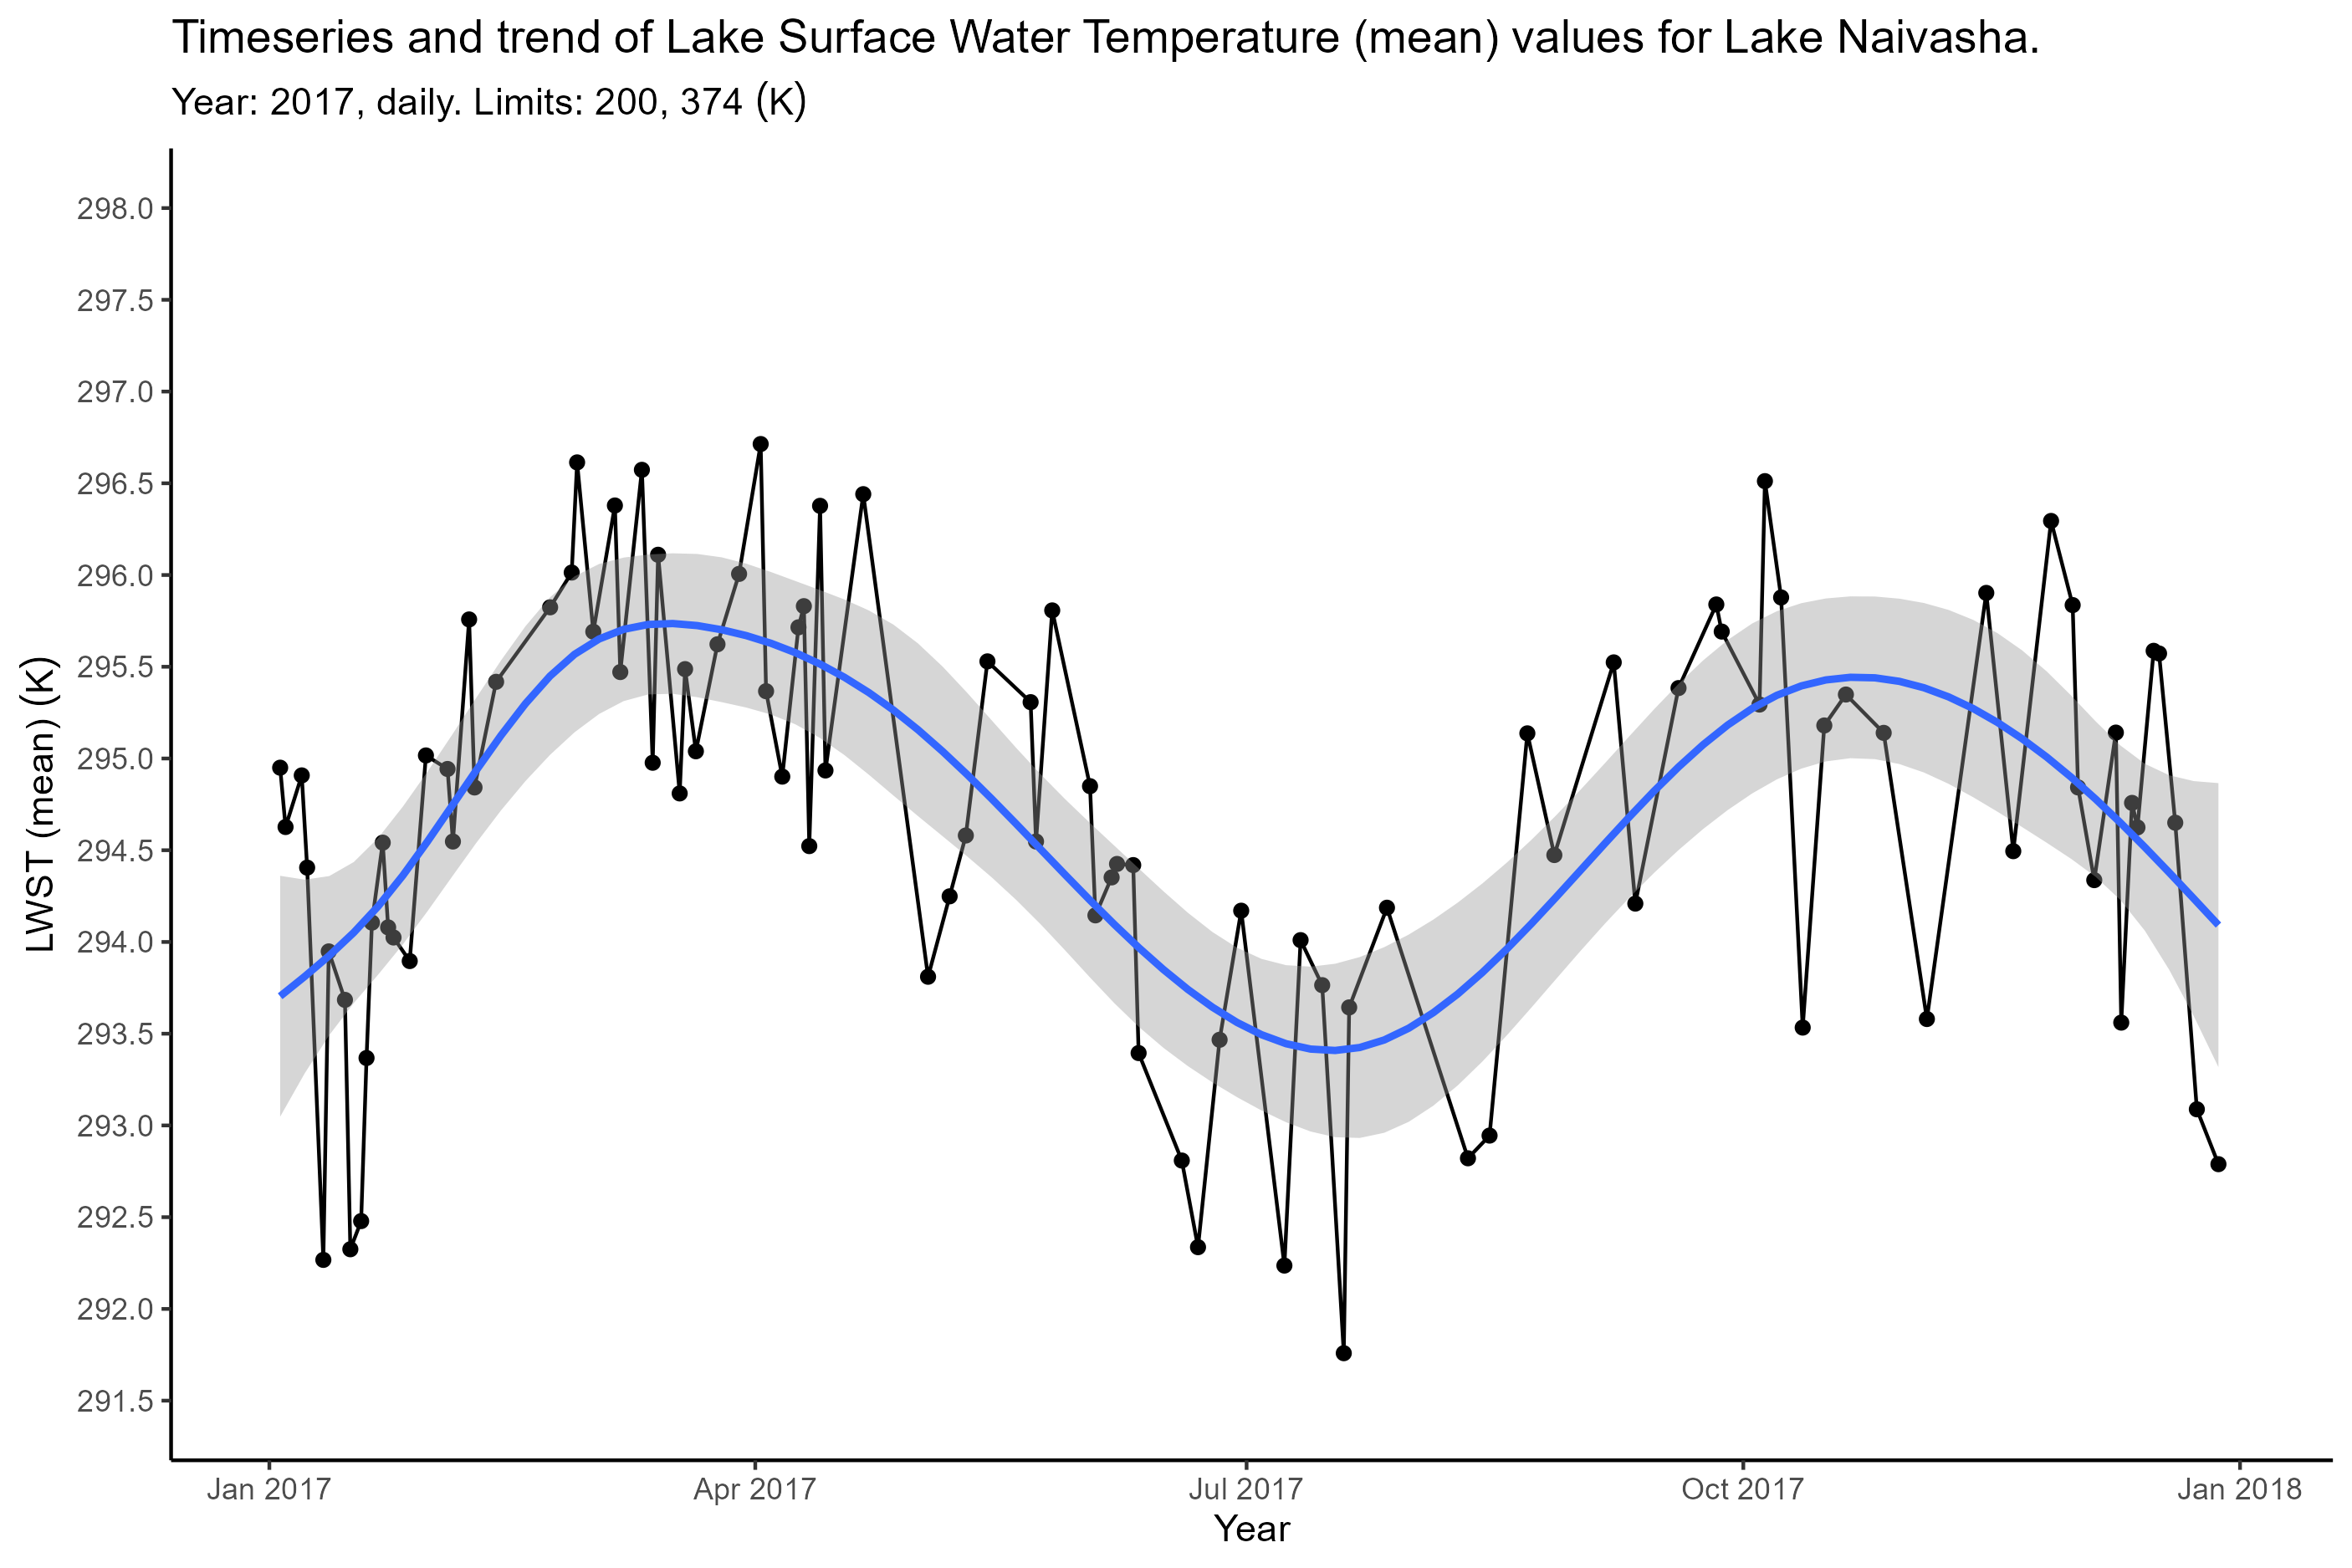 Timeseries and trend of Lake Surface Water Temperature (mean) values for Lake Naivasha.
Year: 2017, daily. Limits: 200, 374 (K)
LWST (mean) (K)
298.0
297.5
297.0
296.5
296.0
295.5
295.0
294.5
294.0
293.5
293.0
292.5
292.0
291.5
Jan 2017 Apr 2017 Jul 2017 Oct 2017 Jan 2018
Year